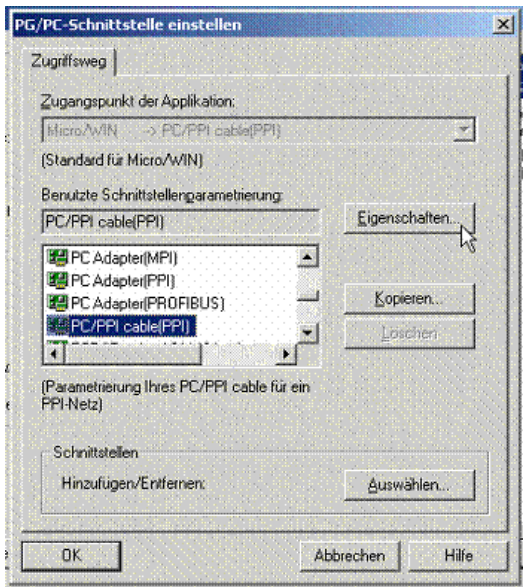 PG/PC-Schnittstelle einstellen
Zugriffsweg
Zugangspunkt der Applikation:
Micro/WIN -> PC/PPI cable(PPI)
(Standard für Micro/WIN)
Benutzte Schnittstellenparametrierung:
PC/PPI cable(PPI)
Eigenschaften...
PC Adapter(MPI)
PC Adapter(PPI)
PC Adapter(PROFIBUS)
Kopieren...
PC/PPI cable(PPI)
Löschen
(Parametrierung Ihres PC/PPI cable für ein
PPI-Netz)
Schnittstellen
Hinzufügen/Entfernen:
Auswählen...
OK
Abbrechen
Hilfe